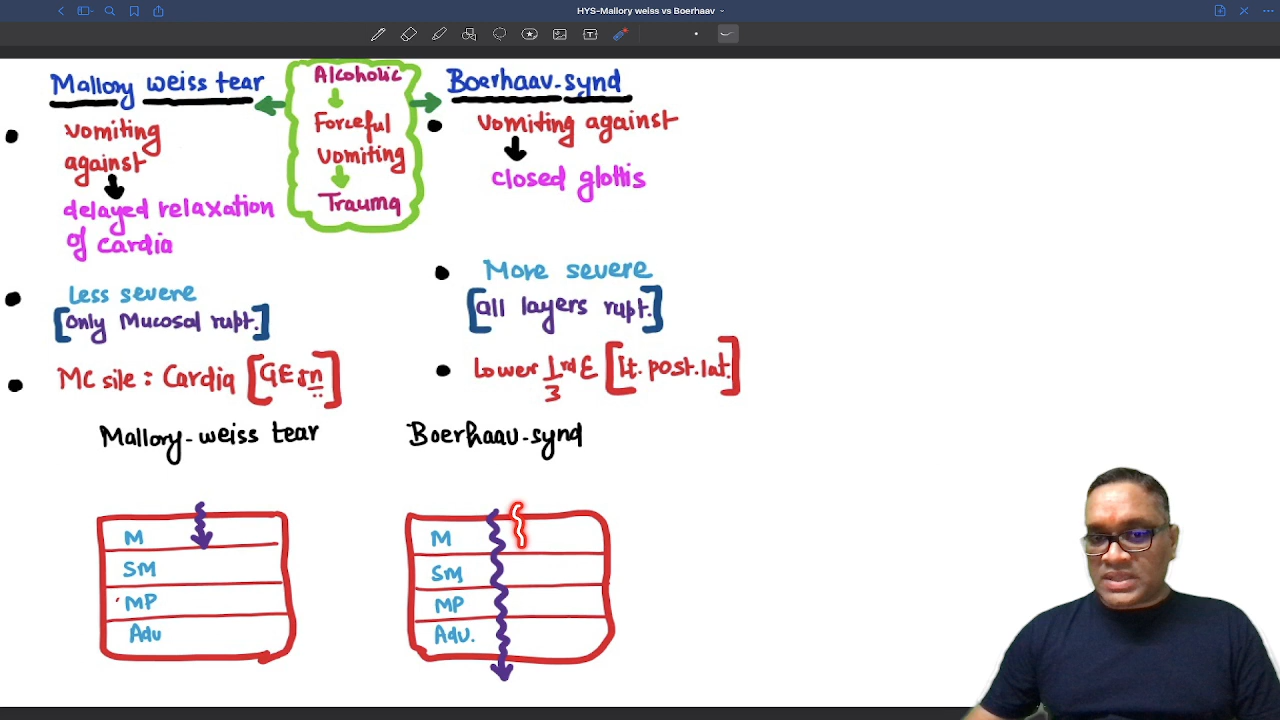 HYS-Mallory weiss vs Boerhaav
Mallory weiss tear
vomiting
against
delayed relaxation
of cardia
Less severe
[only Mucosal rupt.]
MC site : Cardia [GE Jn]
Alcoholic
Forceful
vomiting
Trauma
Boerhaav-synd
vomiting against
closed glottis
More severe
[all layers rupt.]
Lower 1/3rd E [lt. post. lat.]
Mallory-weiss tear
M
SM
MP
Adv
Boerhaav-synd
M
SM
MP
Adv.